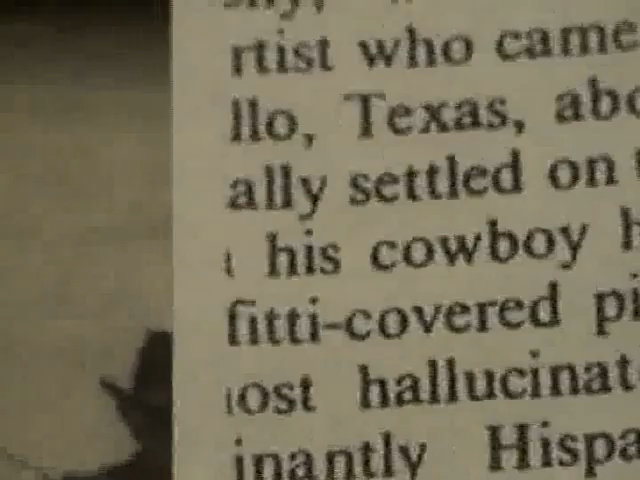 rtist who came
llo, Texas, abo
ally settled on t
his cowboy h
fitti-covered pi
ost hallucinat
inantly Hispa